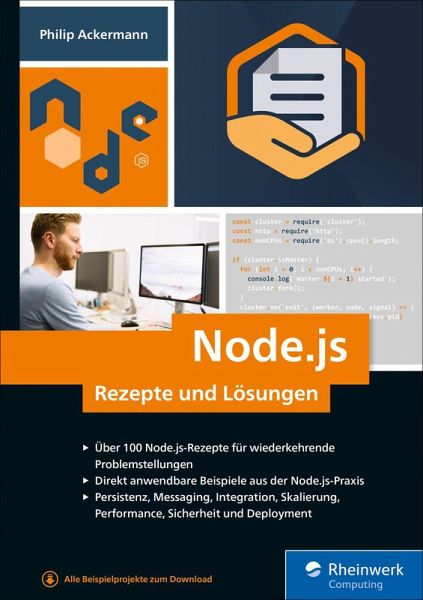 Philip Ackermann
node
JS
const cluster = require('cluster');
const http = require('http');
const numCPUs = require('os').cpus().length;
if (cluster.isMaster) {
for (let i = 0; i < numCPUs; i++) {
console.log(`Worker ${i + 1} started`);
cluster.fork();
}
cluster.on('exit', (worker, code, signal) => {
Node.js
Rezepte und Lösungen
▸ Über 100 Node.js-Rezepte für wiederkehrende
Problemstellungen
▸ Direkt anwendbare Beispiele aus der Node.js-Praxis
▸ Persistenz, Messaging, Integration, Skalierung,
Performance, Sicherheit und Deployment
Alle Beispielprojekte zum Download
Rheinwerk
Computing